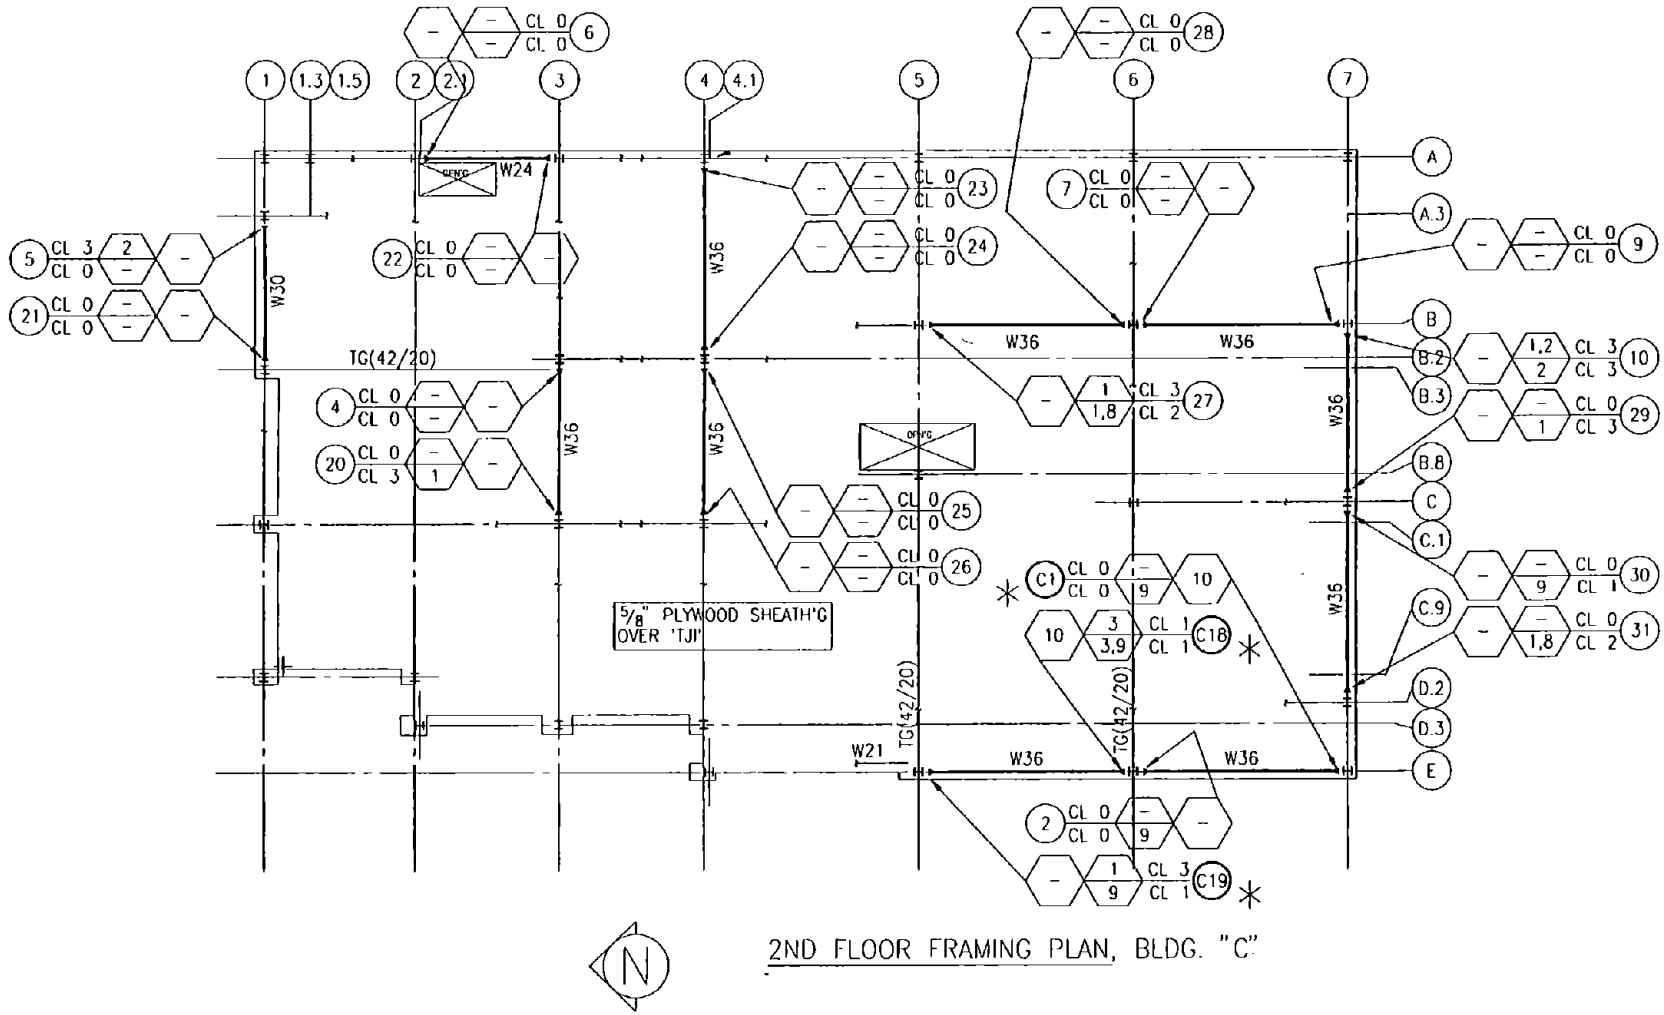 - - - CL 0 CL 0 6
- - - CL 0 CL 0 28
1 1.3 1.5 2 2.1 3 4 4.1 5 6 7
A
OPN'G W24
- - - CL 0 CL 0 23
7 CL 0 CL 0 - - -
A.3
5 CL 3 CL 0 2 - -
22 CL 0 CL 0 - -
- - - CL 0 CL 0 24
- - - CL 0 CL 0 9
W36
W30
21 CL 0 CL 0 - - -
B
W36 W36
TG(42/20)
B.2
- 1,2 2 CL 3 CL 3 10
B.3
4 CL 0 CL 0 - - -
- 1 1,8 CL 3 CL 2 27
W36
- - 1 CL 0 CL 3 29
W36
W36
OPN'G
20 CL 0 CL 3 - 1 -
B.8
C
- - - CL 0 CL 0 25
C.1
- - - CL 0 CL 0 26
* C1 CL 0 CL 0 - 9 10
- - 9 CL 0 CL 1 30
W36
C.9
5/8" PLYWOOD SHEATH'G
OVER 'TJI'
10 3 3,9 CL 1 CL 1 C18 *
- - 1,8 CL 0 CL 2 31
TG(42/20) TG(42/20)
D.2
D.3
W21 W36 W36
E
2 CL 0 CL 0 - 9 -
- 1 9 CL 3 CL 1 C19 *
N
2ND FLOOR FRAMING PLAN, BLDG. "C"